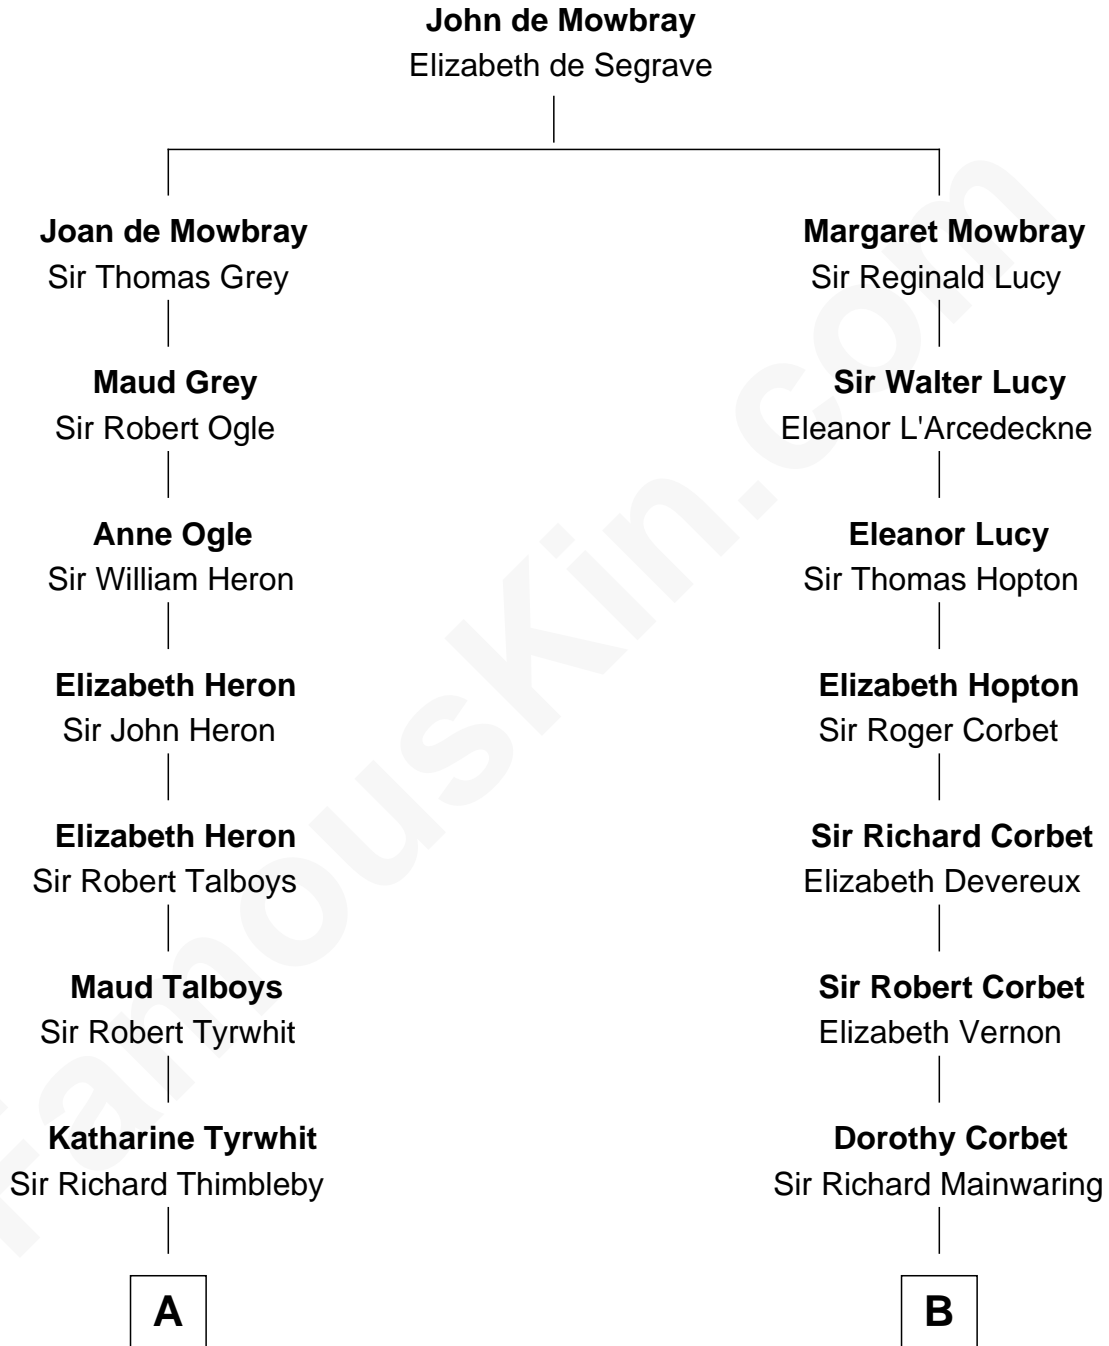 John de Mowbray
Elizabeth de Segrave
Joan de Mowbray
Sir Thomas Grey
Margaret Mowbray
Sir Reginald Lucy
Maud Grey
Sir Robert Ogle
Sir Walter Lucy
Eleanor L'Arcedeckne
Anne Ogle
Sir William Heron
Eleanor Lucy
Sir Thomas Hopton
Elizabeth Heron
Sir John Heron
Elizabeth Hopton
Sir Roger Corbet
Elizabeth Heron
Sir Robert Talboys
Sir Richard Corbet
Elizabeth Devereux
Maud Talboys
Sir Robert Tyrwhit
Sir Robert Corbet
Elizabeth Vernon
Katharine Tyrwhit
Sir Richard Thimbleby
Dorothy Corbet
Sir Richard Mainwaring
A
B
FamousKin.com